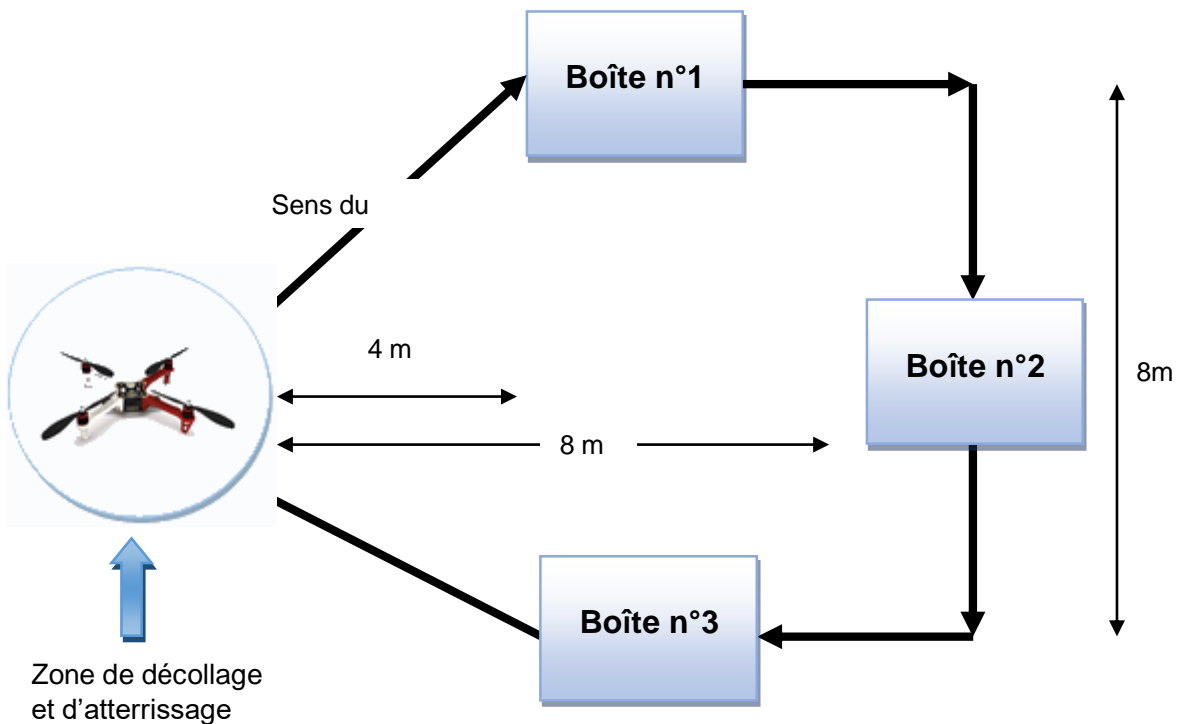 Boîte n°1
Sens du
4 m
Boîte n°2
8m
8 m
Boîte n°3
Zone de décollage
et d'atterrissage